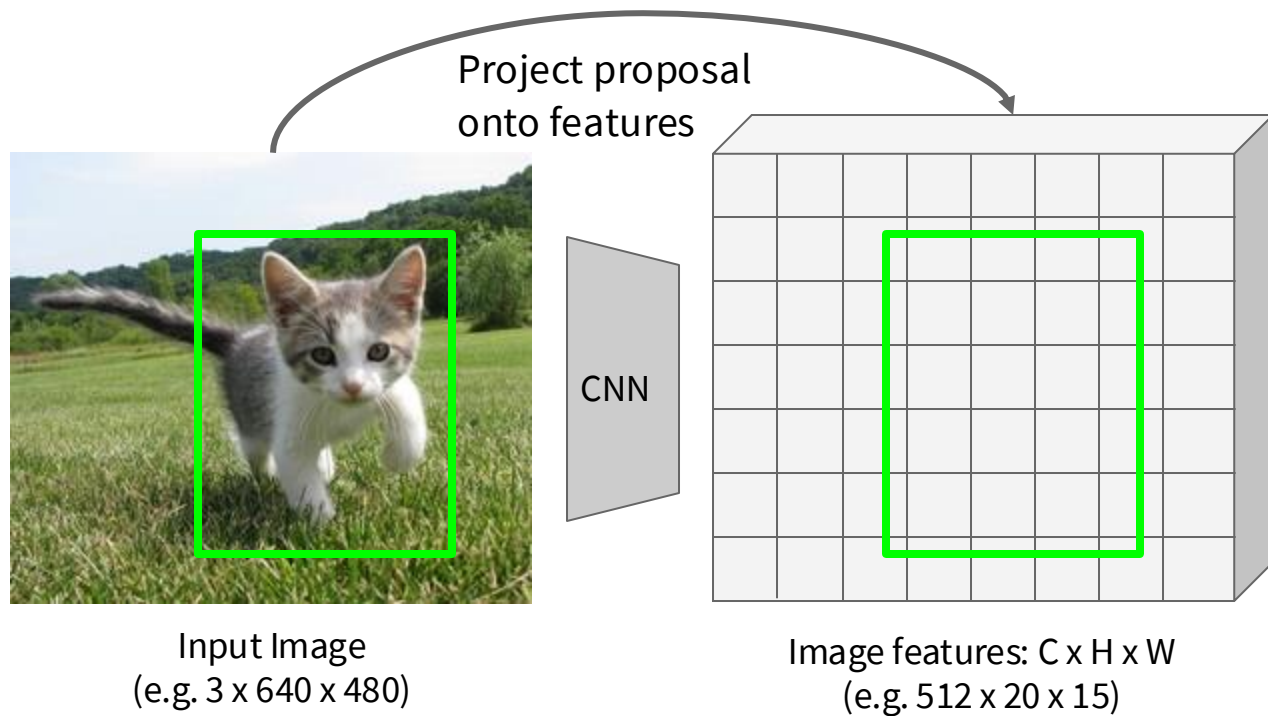 Project proposal
onto features
CNN
Input Image
(e.g. 3 x 640 x 480)
Image features: C x H x W
(e.g. 512 x 20 x 15)